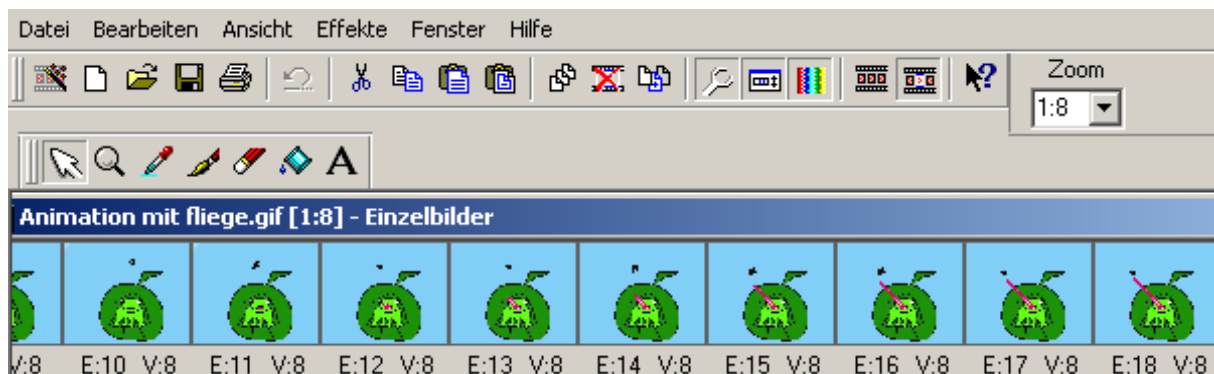 Datei Bearbeiten Ansicht Effekte Fenster Hilfe
Zoom
1:8
A
Animation mit fliege.gif [1:8] - Einzelbilder
V:8 E:10 V:8 E:11 V:8 E:12 V:8 E:13 V:8 E:14 V:8 E:15 V:8 E:16 V:8 E:17 V:8 E:18 V:8